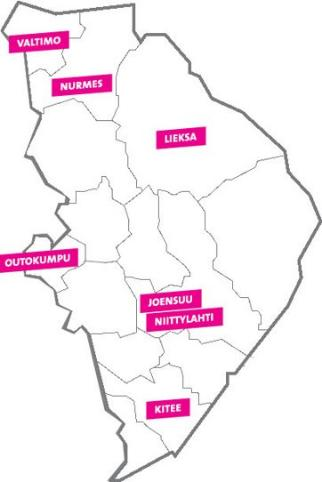 VALTIMO
NURMES
LIEKSA
OUTOKUMPU
JOENSUU
NIITTYLAHTI
KITEE